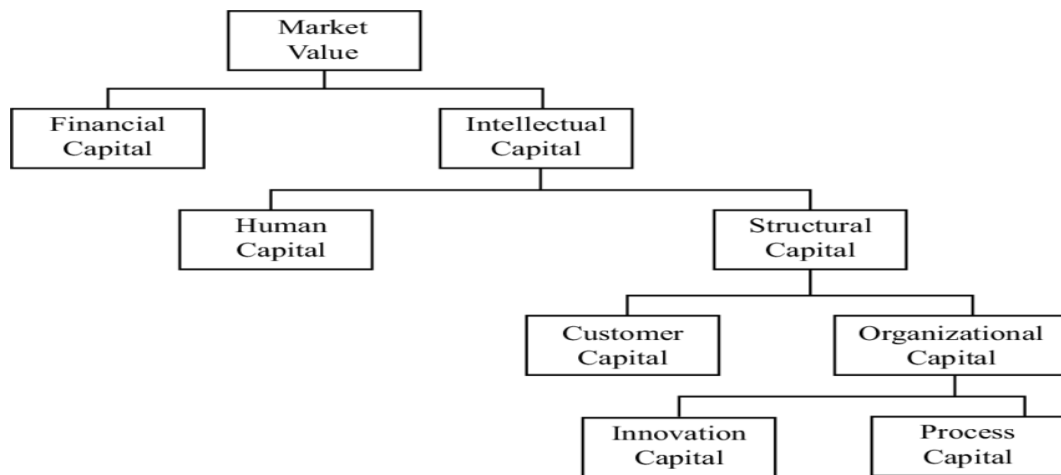 Market
Value
Financial
Capital
Intellectual
Capital
Human
Capital
Structural
Capital
Customer
Capital
Organizational
Capital
Innovation
Capital
Process
Capital